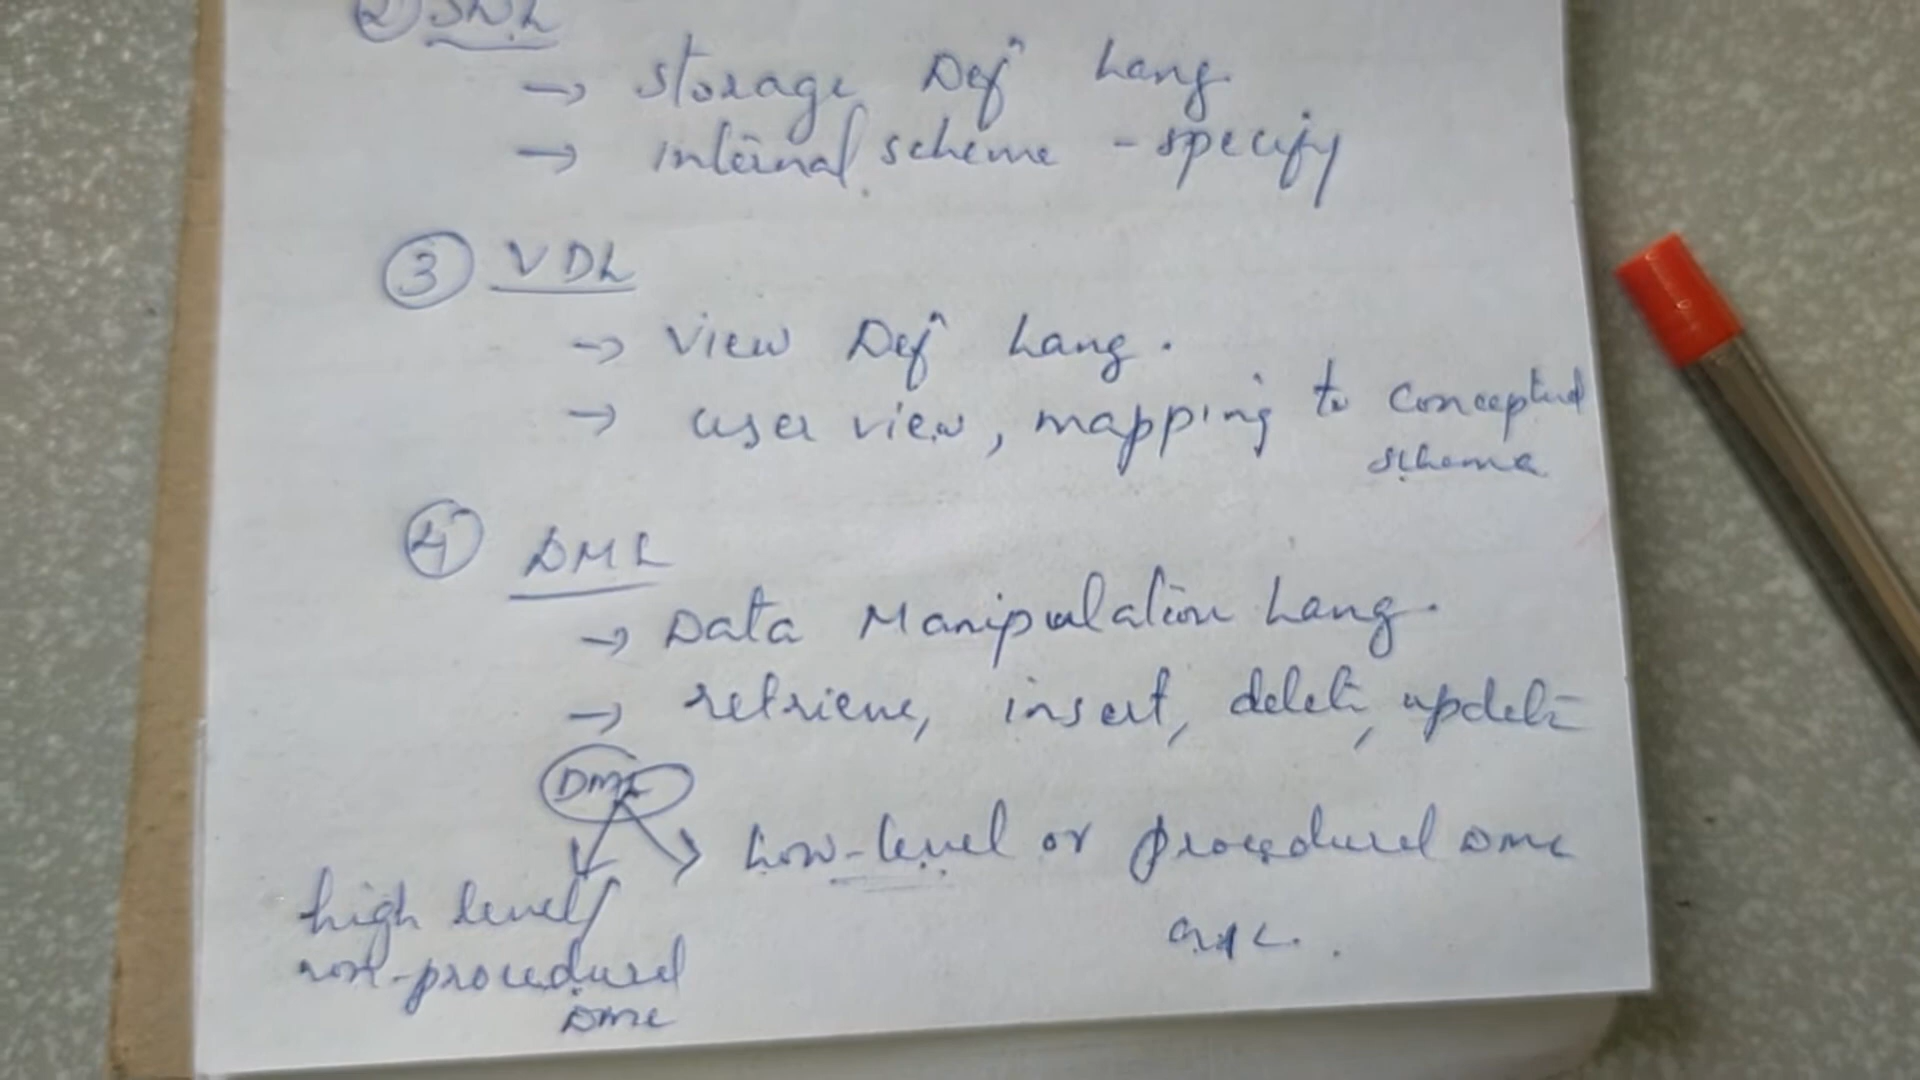 ② SDL
→ storage Defⁿ Lang.
→ internal scheme - specify
③ VDL
→ view Defⁿ Lang.
→ user view, mapping to conceptual
schema
④ DML
→ Data Manipulation Lang.
→ retrieve, insert, delete, update
DML
→ Low-level or procedural DML
high level/
non-procedural
DML